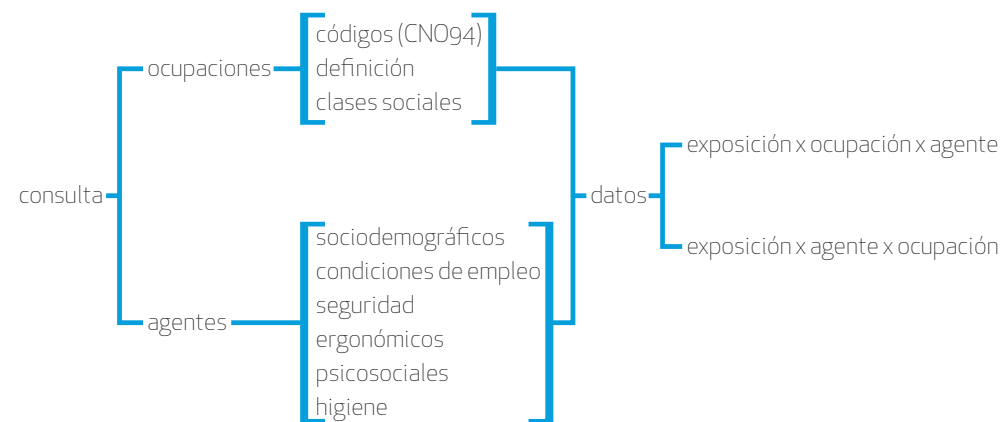 consulta
ocupaciones
códigos (CNO94)
definición
clases sociales
agentes
sociodemográficos
condiciones de empleo
seguridad
ergonómicos
psicosociales
higiene
datos
exposición x ocupación x agente
exposición x agente x ocupación